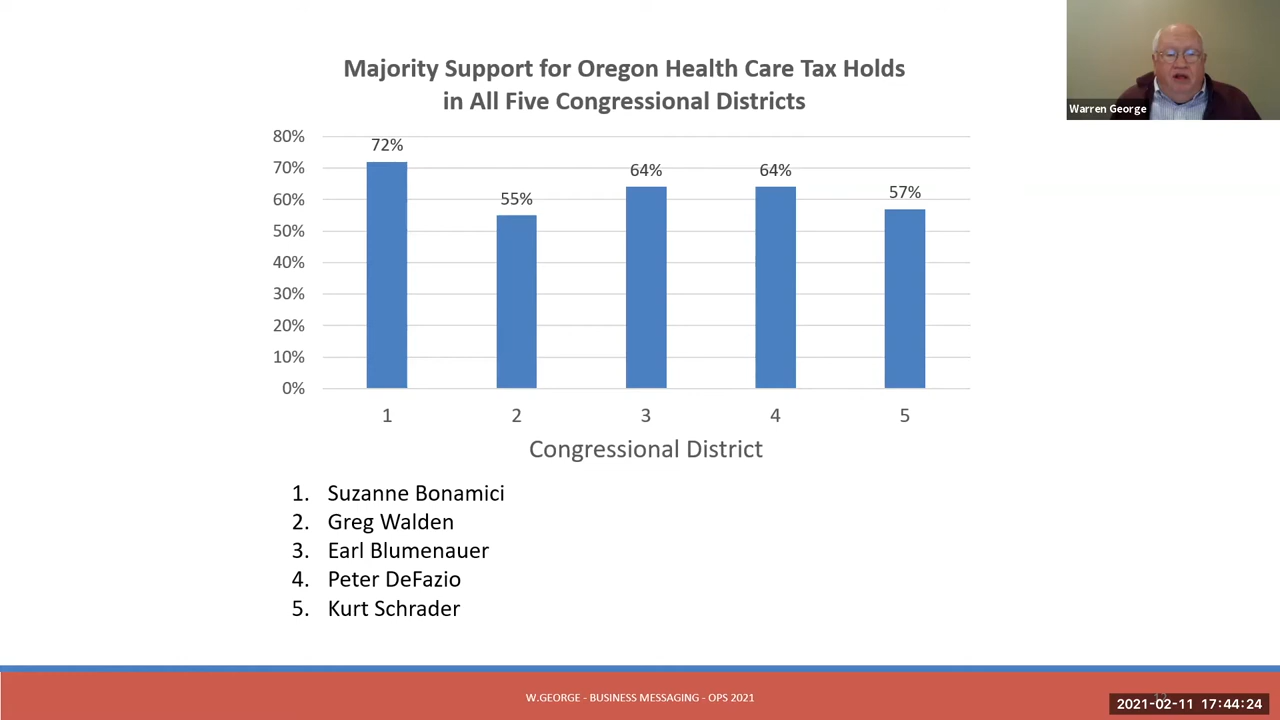 Majority Support for Oregon Health Care Tax Holds
in All Five Congressional Districts
Warren George
80%
70%
60%
50%
40%
30%
20%
10%
0%
72%
55%
64%
64%
57%
1
2
3
4
5
Congressional District
1. Suzanne Bonamici
2. Greg Walden
3. Earl Blumenauer
4. Peter DeFazio
5. Kurt Schrader
W.GEORGE - BUSINESS MESSAGING - OPS 2021
2021-02-11 17:44:24